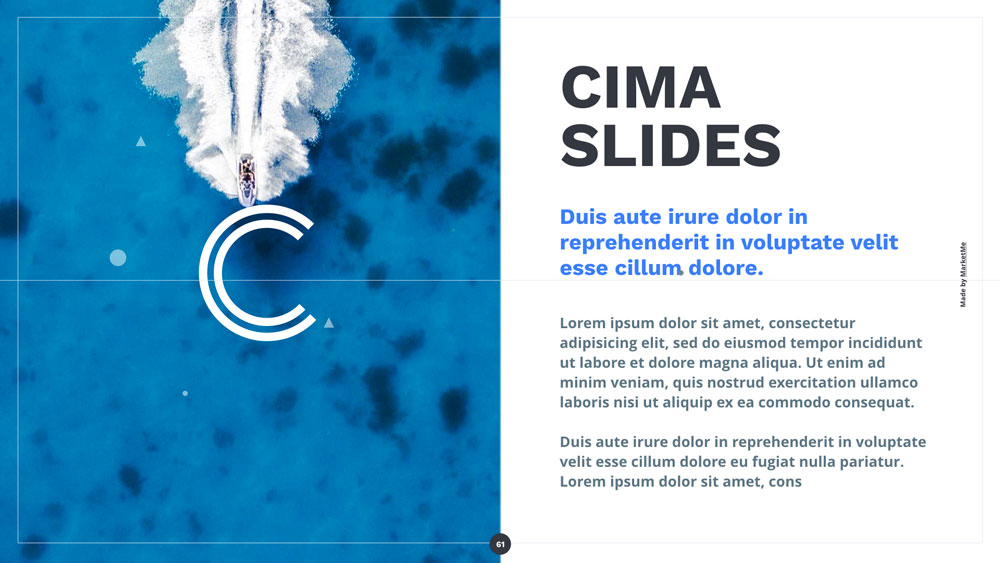 C
CIMA
SLIDES
Duis aute irure dolor in
reprehenderit in voluptate velit
esse cillum dolore.
Lorem ipsum dolor sit amet, consectetur
adipisicing elit, sed do eiusmod tempor incididunt
ut labore et dolore magna aliqua. Ut enim ad
minim veniam, quis nostrud exercitation ullamco
laboris nisi ut aliquip ex ea commodo consequat.
Duis aute irure dolor in reprehenderit in voluptate
velit esse cillum dolore eu fugiat nulla pariatur.
Lorem ipsum dolor sit amet, cons
Made by MarketMe
61